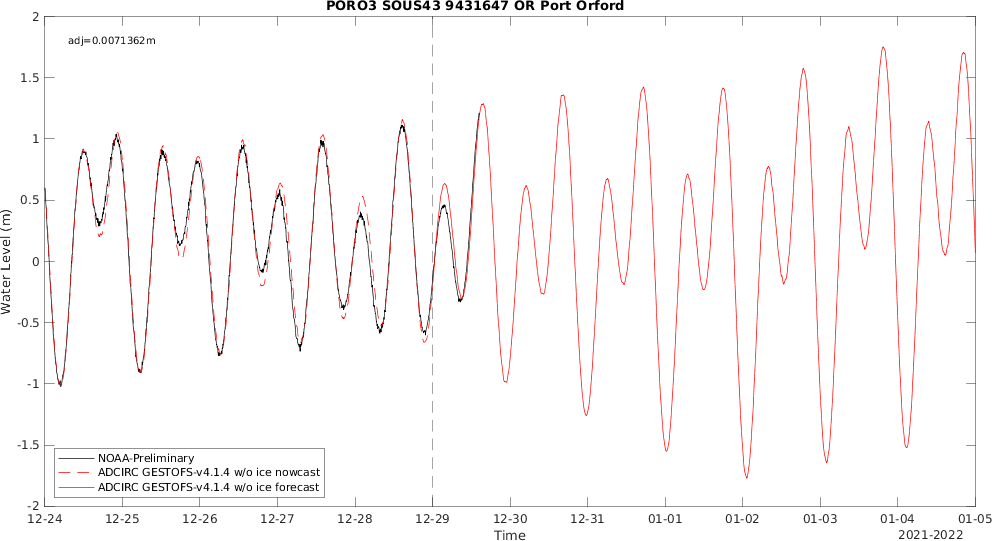 PORO3 SOUS43 9431647 OR Port Orford
adj=0.0071362m
2
1.5
1
0.5
0
-0.5
-1
-1.5
-2
Water Level (m)
NOAA-Preliminary
ADCIRC GESTOFS-v4.1.4 w/o ice nowcast
ADCIRC GESTOFS-v4.1.4 w/o ice forecast
12-24 12-25 12-26 12-27 12-28 12-29 12-30 12-31 01-01 01-02 01-03 01-04 01-05
Time
2021-2022